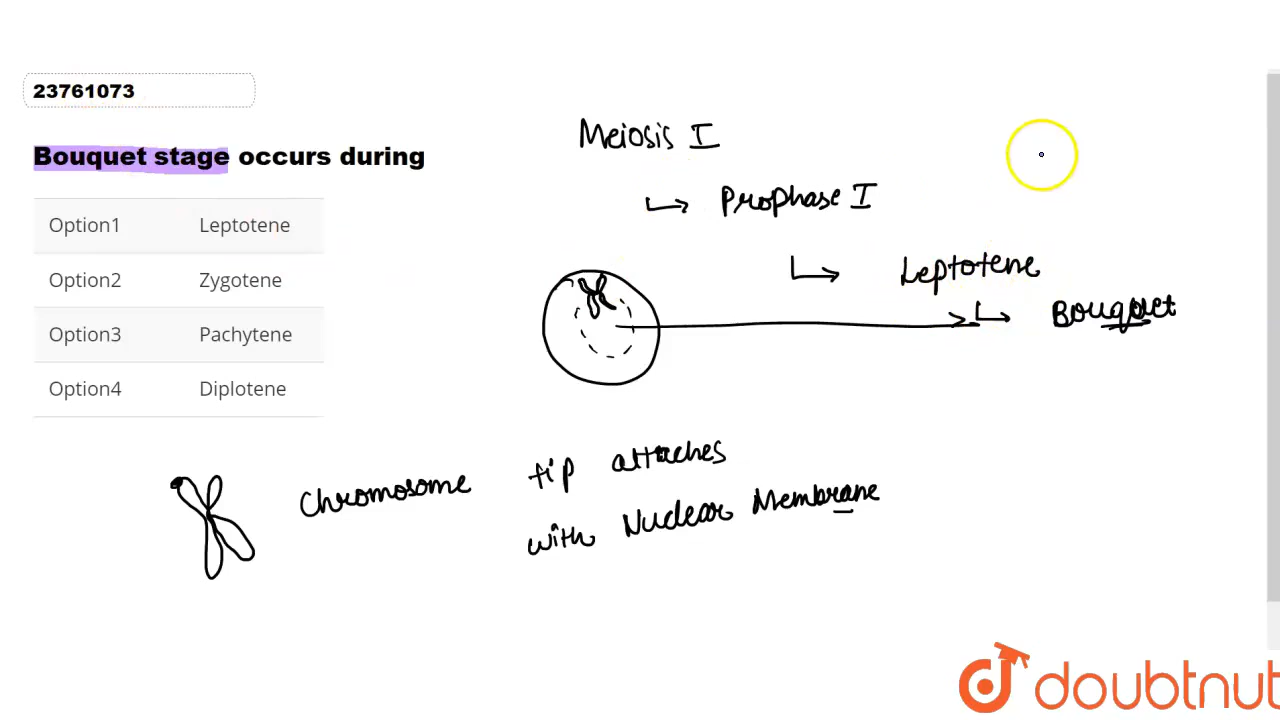 23761073
Bouquet stage occurs during
Option1 Leptotene
Option2 Zygotene
Option3 Pachytene
Option4 Diplotene
Meiosis I
Prophase I
Leptotene
Bouquet
Chromosome tip attaches
with Nuclear Membrane
doubtnut